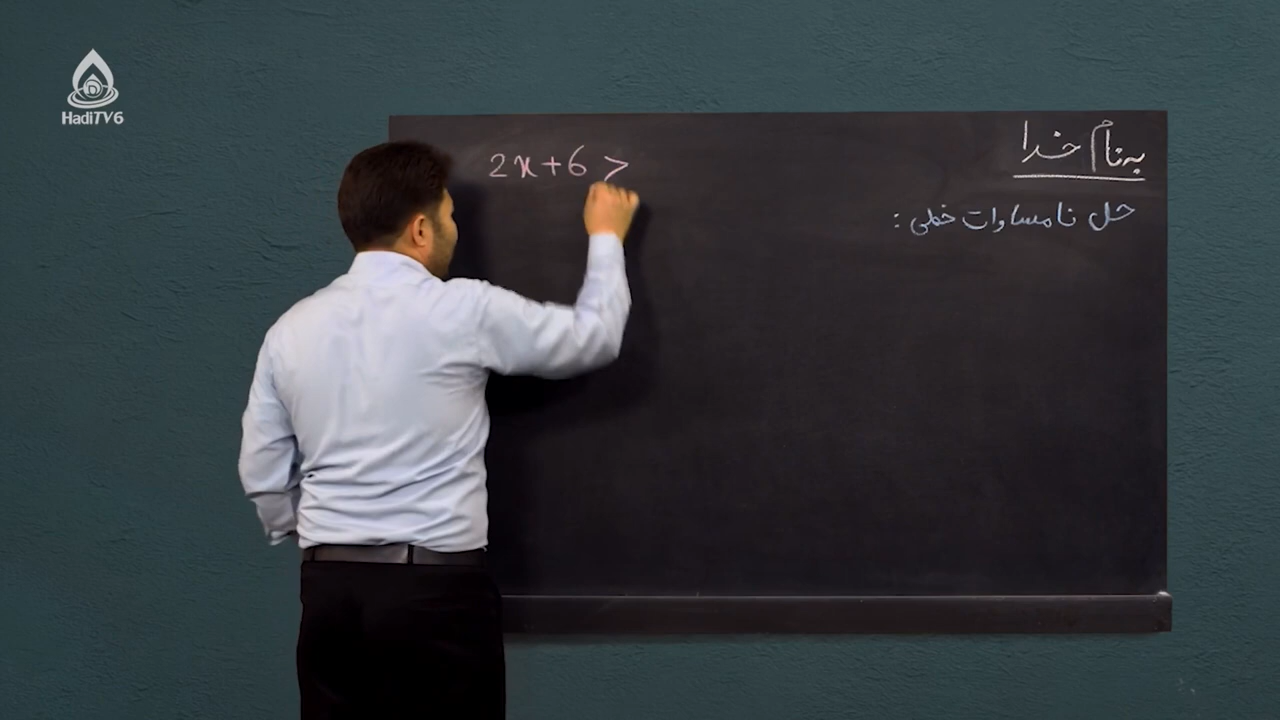 HadiTV6
به نام خدا
2x+6 >
حل نامساوات خطی :